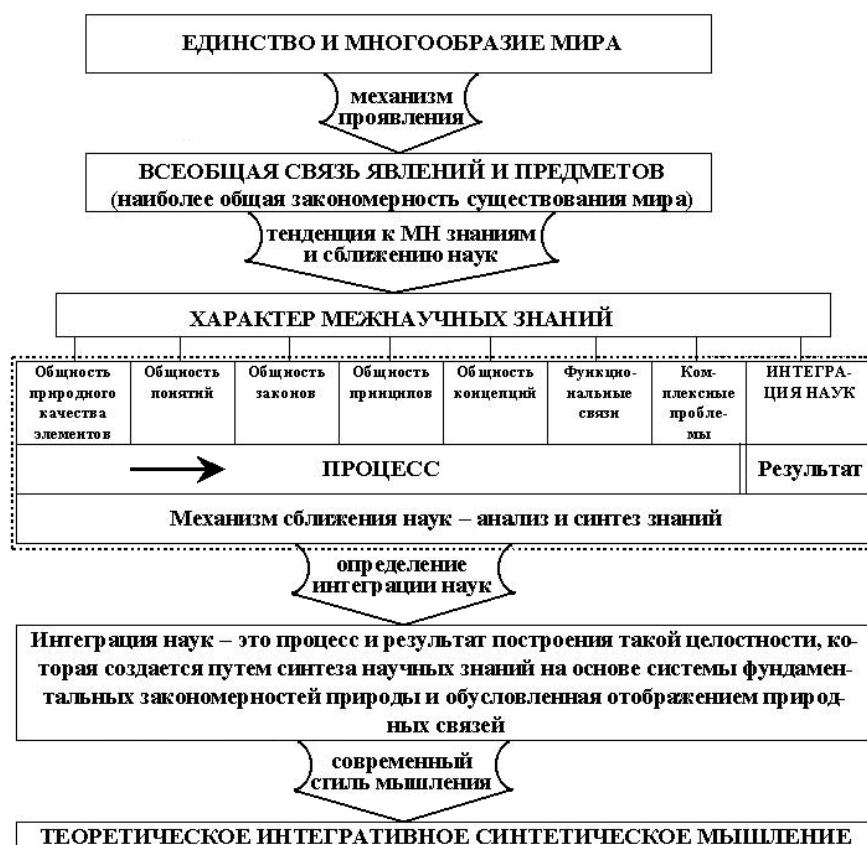 ЕДИНСТВО И МНОГООБРАЗИЕ МИРА
механизм
проявления
ВСЕОБЩАЯ СВЯЗЬ ЯВЛЕНИЙ И ПРЕДМЕТОВ
(наиболее общая закономерность существования мира)
тенденция к МН знаниям
и сближению наук
ХАРАКТЕР МЕЖНАУЧНЫХ ЗНАНИЙ
Общность
природного
качества
элементов
Общность
понятий
Общность
законов
Общность
принципов
Общность
концепций
Функцио-
нальные
связи
Ком-
плексные
пробле-
мы
ИНТЕГРА-
ЦИЯ НАУК
ПРОЦЕСС
Результат
Механизм сближения наук – анализ и синтез знаний
определение
интеграции наук
Интеграция наук – это процесс и результат построения такой целостности, ко-
торая создается путем синтеза научных знаний на основе системы фундамен-
тальных закономерностей природы и обусловленная отображением природ-
ных связей
современный
стиль мышления
ТЕОРЕТИЧЕСКОЕ ИНТЕГРАТИВНОЕ СИНТЕТИЧЕСКОЕ МЫШЛЕНИЕ